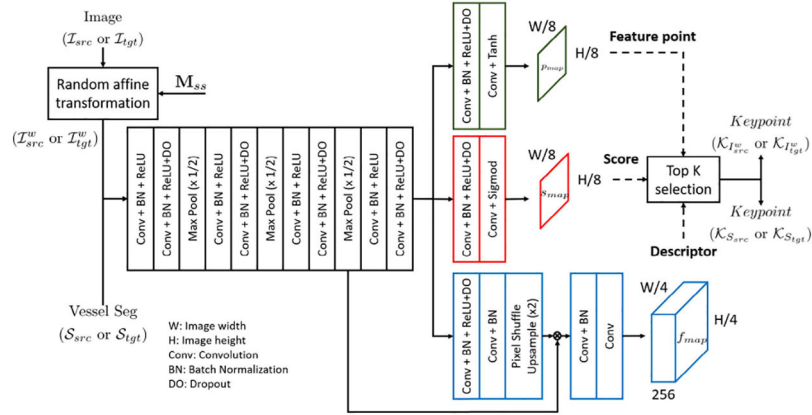 Image
(I_src or I_tgt)
Random affine
transformation
M_ss
(I^w_src or I^w_tgt)
Conv + BN + ReLU
Conv + BN + ReLU+DO
Max Pool (x 1/2)
Conv + BN + ReLU
Conv + BN + ReLU+DO
Max Pool (x 1/2)
Conv + BN + ReLU
Conv + BN + ReLU+DO
Max Pool (x 1/2)
Conv + BN + ReLU
Conv + BN + ReLU+DO
Vessel Seg
(S_src or S_tgt)
W: Image width
H: Image height
Conv: Convolution
BN: Batch Normalization
DO: Dropout
Conv + BN + ReLU+DO
Conv + Tanh
W/8
H/8
p_map
Feature point
Conv + BN + ReLU+DO
Conv + Sigmod
W/8
H/8
s_map
Score
Top K
selection
Descriptor
Keypoint
(K_I^w_src or K_I^w_tgt)
Keypoint
(K_S_src or K_S_tgt)
Conv + BN + ReLU+DO
Conv + BN
Pixel Shuffle
Upsample (x2)
Conv + BN
Conv
W/4
H/4
f_map
256